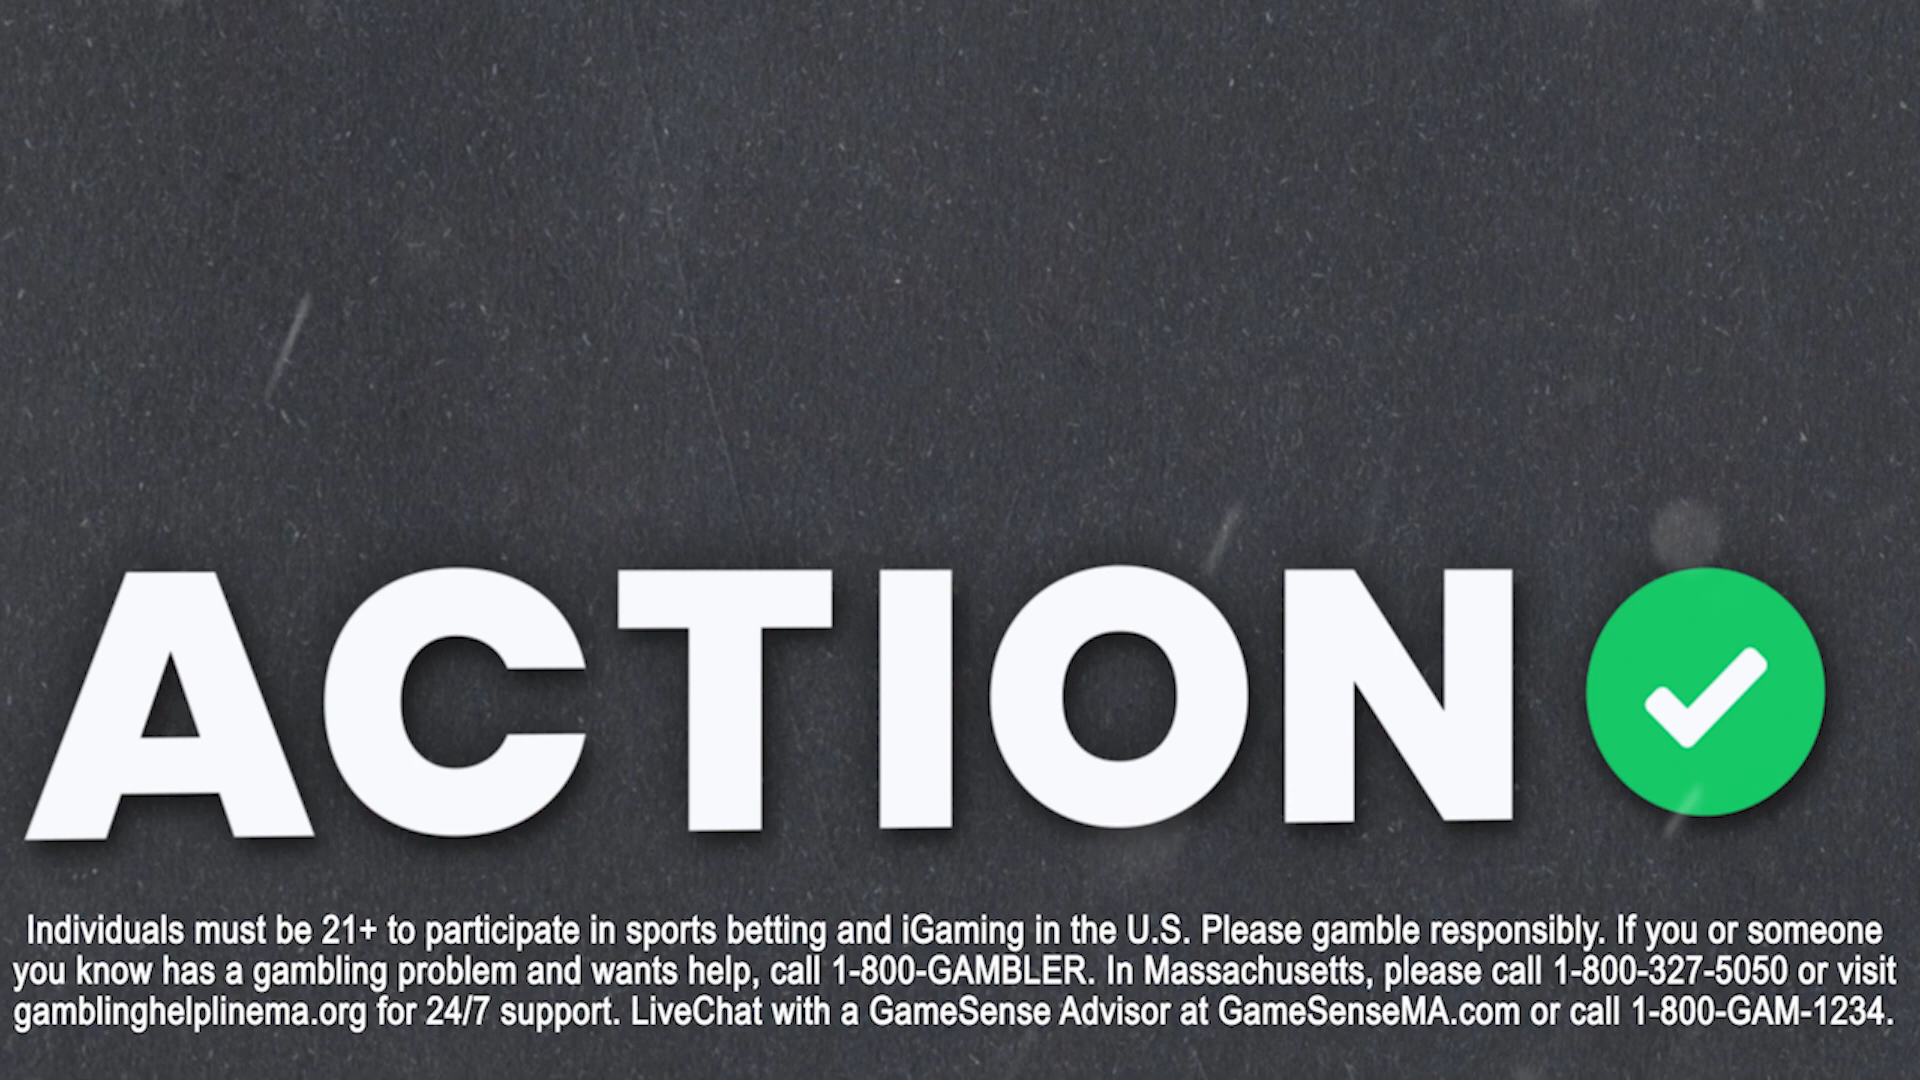 ACTION
Individuals must be 21+ to participate in sports betting and iGaming in the U.S. Please gamble responsibly. If you or someone
you know has a gambling problem and wants help, call 1-800-GAMBLER. In Massachusetts, please call 1-800-327-5050 or visit
gamblinghelplinema.org for 24/7 support. LiveChat with a GameSense Advisor at GameSenseMA.com or call 1-800-GAM-1234.